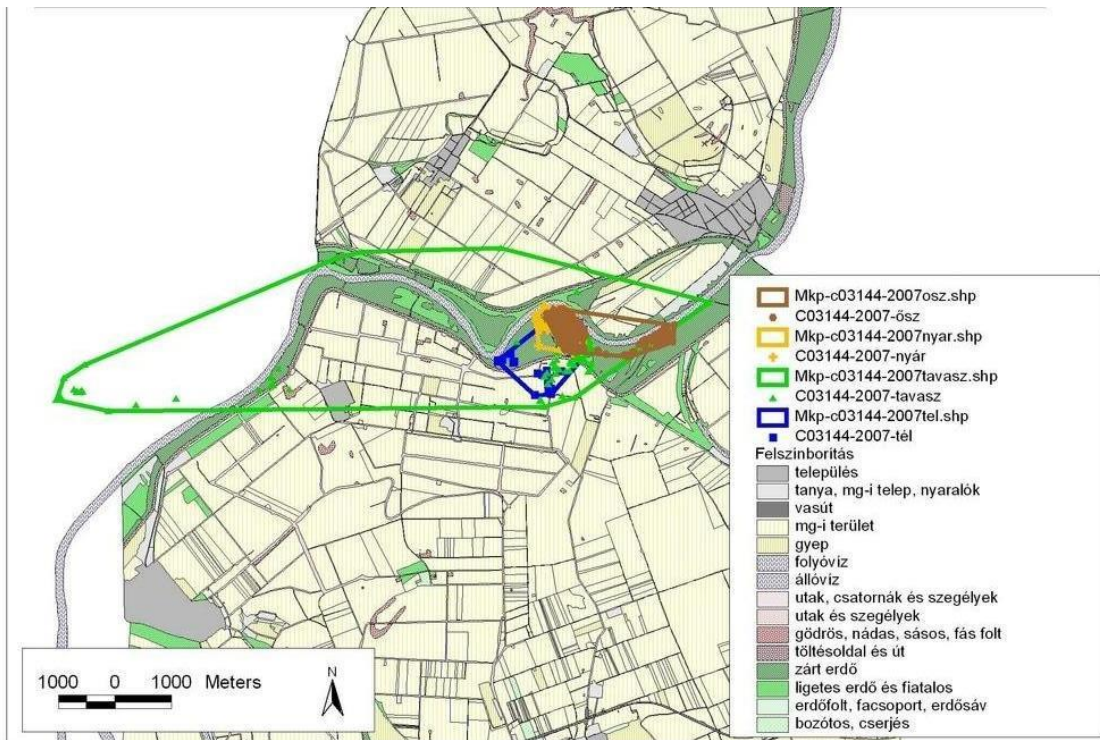 Mkp-c03144-2007osz.shp
C03144-2007-ősz
Mkp-c03144-2007nyar.shp
C03144-2007-nyár
Mkp-c03144-2007tavasz.shp
C03144-2007-tavasz
Mkp-c03144-2007tel.shp
C03144-2007-tél
Felszínborítás
település
tanya, mg-i telep, nyaralók
vasút
mg-i terület
gyep
folyóvíz
állóvíz
utak, csatornák és szegélyek
utak és szegélyek
gödrös, nádas, sásos, fás folt
töltésoldal és út
zárt erdő
ligetes erdő és fiatalos
erdőfolt, facsoport, erdősáv
bozótos, cserjés
1000 0 1000 Meters
N